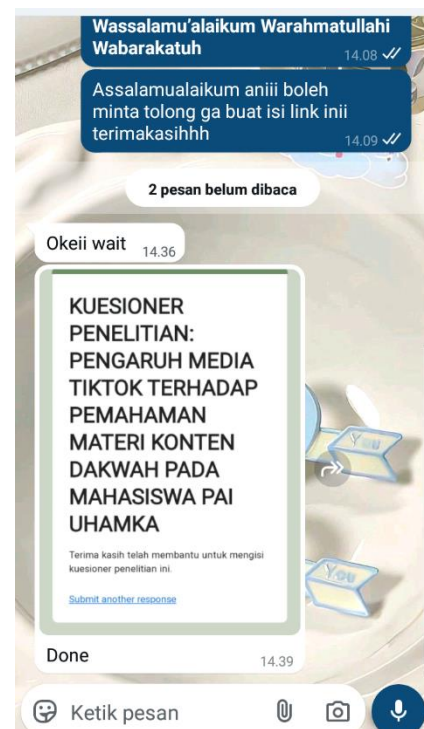 Wassalamu'alaikum Warahmatullahi
Wabarakatuh
14.08
Assalamualaikum aniii boleh
minta tolong ga buat isi link inii
terimakasihhh
14.09
2 pesan belum dibaca
Okeii wait 14.36
KUESIONER
PENELITIAN:
PENGARUH MEDIA
TIKTOK TERHADAP
PEMAHAMAN
MATERI KONTEN
DAKWAH PADA
MAHASISWA PAI
UHAMKA
Terima kasih telah membantu untuk mengisi
kuesioner penelitian ini.
Submit another response
Done 14.39
You
You
Ketik pesan